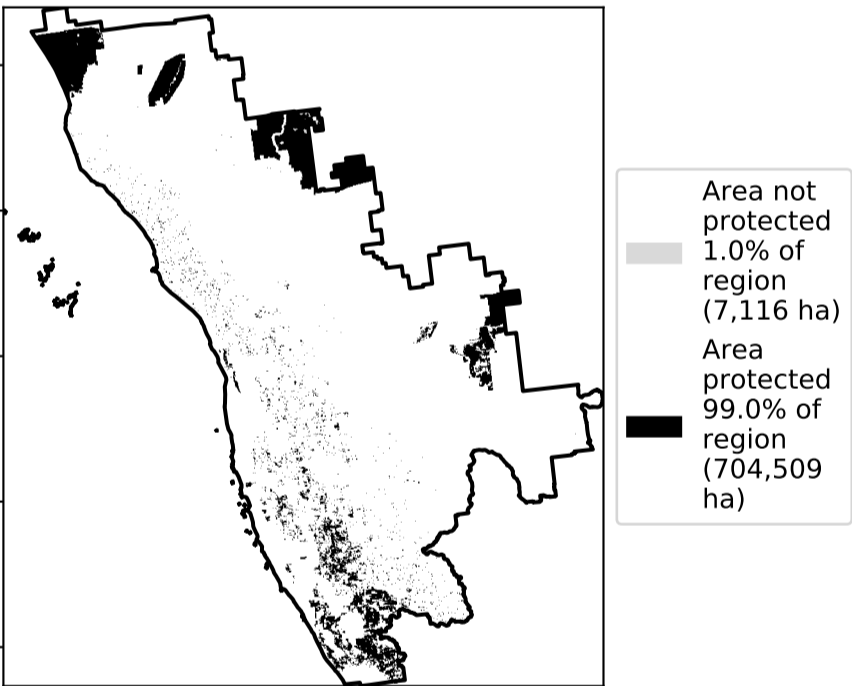 Area not
protected
1.0% of
region
(7,116 ha)
Area
protected
99.0% of
region
(704,509
ha)